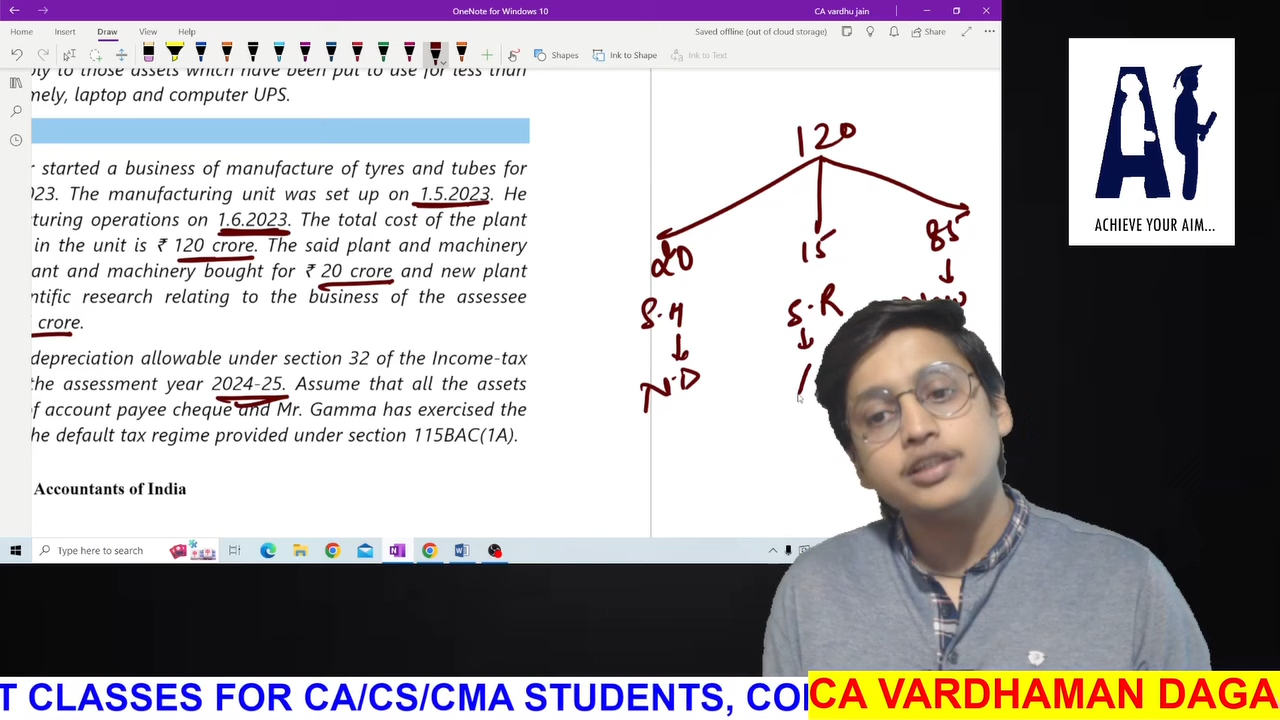 OneNote for Windows 10
CA vardhu jain
Home Insert Draw View Help
Saved offline (out of cloud storage)
Share
Shapes
Ink to Shape
Ink to Text
to those assets which have been put to use for less than
mely, laptop and computer UPS.
r started a business of manufacture of tyres and tubes for
023. The manufacturing unit was set up on 1.5.2023. He
turing operations on 1.6.2023. The total cost of the plant
in the unit is ₹ 120 crore. The said plant and machinery
ant and machinery bought for ₹ 20 crore and new plant
entific research relating to the business of the assessee
crore.
depreciation allowable under section 32 of the Income-tax
the assessment year 2024-25. Assume that all the assets
of account payee cheque and Mr. Gamma has exercised the
he default tax regime provided under section 115BAC(1A).
Accountants of India
120
20 15 85
S.H S.R
N.D
Type here to search
ACHIEVE YOUR AIM...
T CLASSES FOR CA/CS/CMA STUDENTS, CO
CA VARDHAMAN DAGA